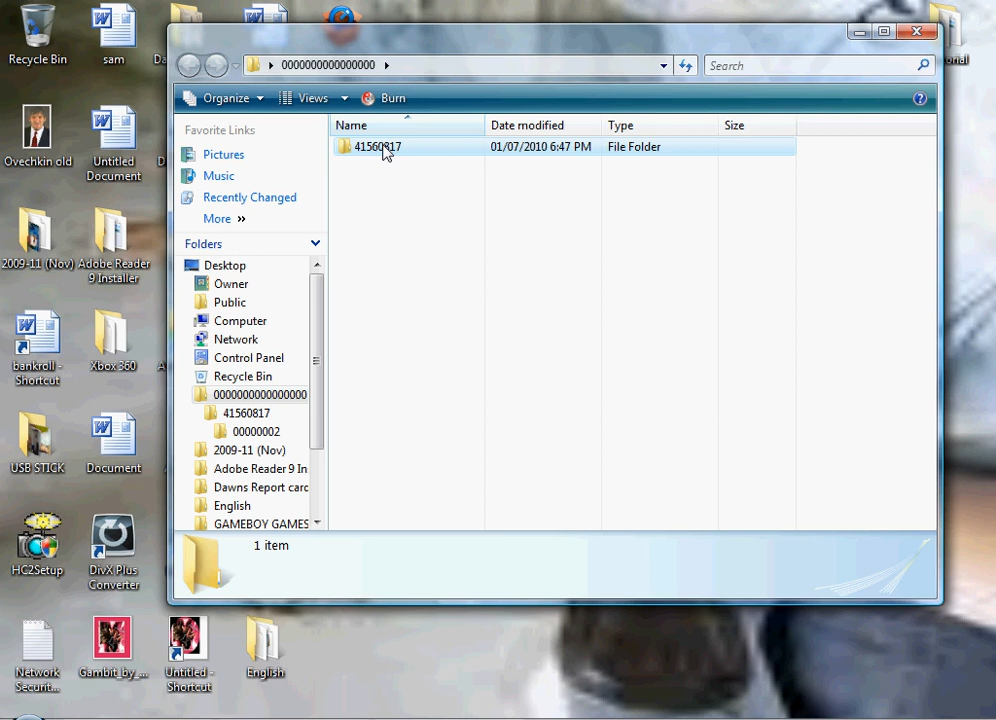 Recycle Bin
sam
Da
onal
Ovechkin old
Untitled
Document
D
2009-11 (Nov)
Adobe Reader
9 Installer
bankroll -
Shortcut
Xbox 360
A
USB STICK
Document
HC2Setup
DivX Plus
Converter
Network
Securit...
Gambit_by_...
Untitled -
Shortcut
English
0000000000000000
Search
Organize
Views
Burn
Favorite Links
Pictures
Music
Recently Changed
More »
Folders
Desktop
Owner
Public
Computer
Network
Control Panel
Recycle Bin
0000000000000000
41560817
00000002
2009-11 (Nov)
Adobe Reader 9 In
Dawns Report card
English
GAMEBOY GAMES
Name Date modified Type Size
41560817 01/07/2010 6:47 PM File Folder
1 item